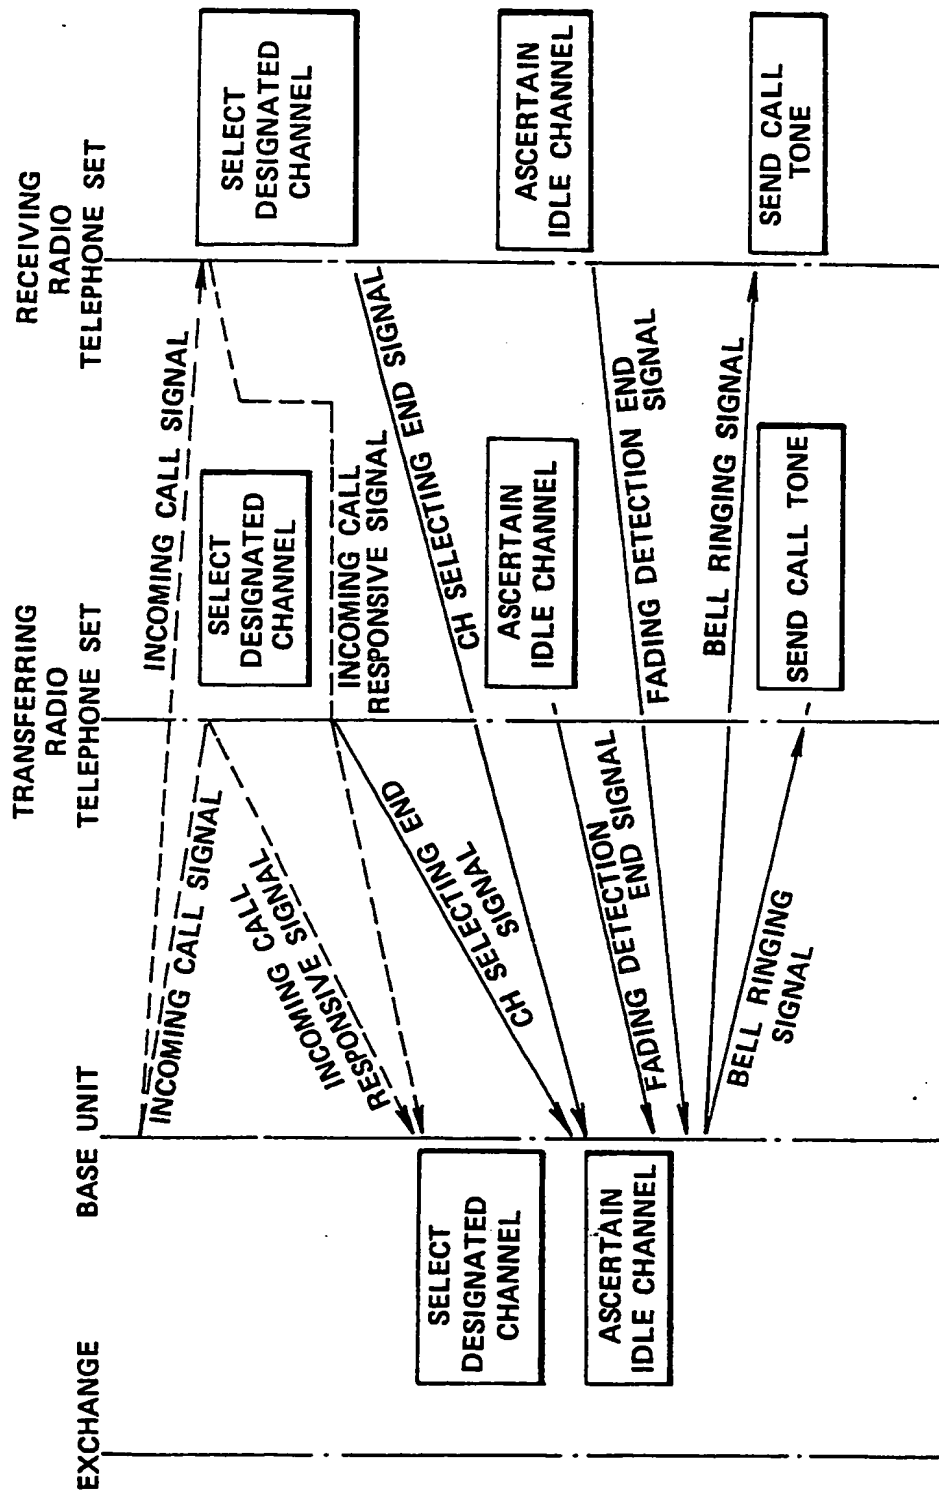 EXCHANGE
BASE UNIT
TRANSFERRING
RADIO
TELEPHONE SET
RECEIVING
RADIO
TELEPHONE SET
INCOMING CALL SIGNAL
INCOMING CALL SIGNAL
SELECT
DESIGNATED
CHANNEL
SELECT
DESIGNATED
CHANNEL
INCOMING CALL
RESPONSIVE SIGNAL
INCOMING CALL
RESPONSIVE SIGNAL
SELECT
DESIGNATED
CHANNEL
CH SELECTING END
SIGNAL
CH SELECTING END SIGNAL
ASCERTAIN
IDLE CHANNEL
ASCERTAIN
IDLE CHANNEL
ASCERTAIN
IDLE CHANNEL
FADING DETECTION
END SIGNAL
FADING DETECTION END
SIGNAL
BELL RINGING SIGNAL
BELL RINGING
SIGNAL
SEND CALL TONE
SEND CALL
TONE